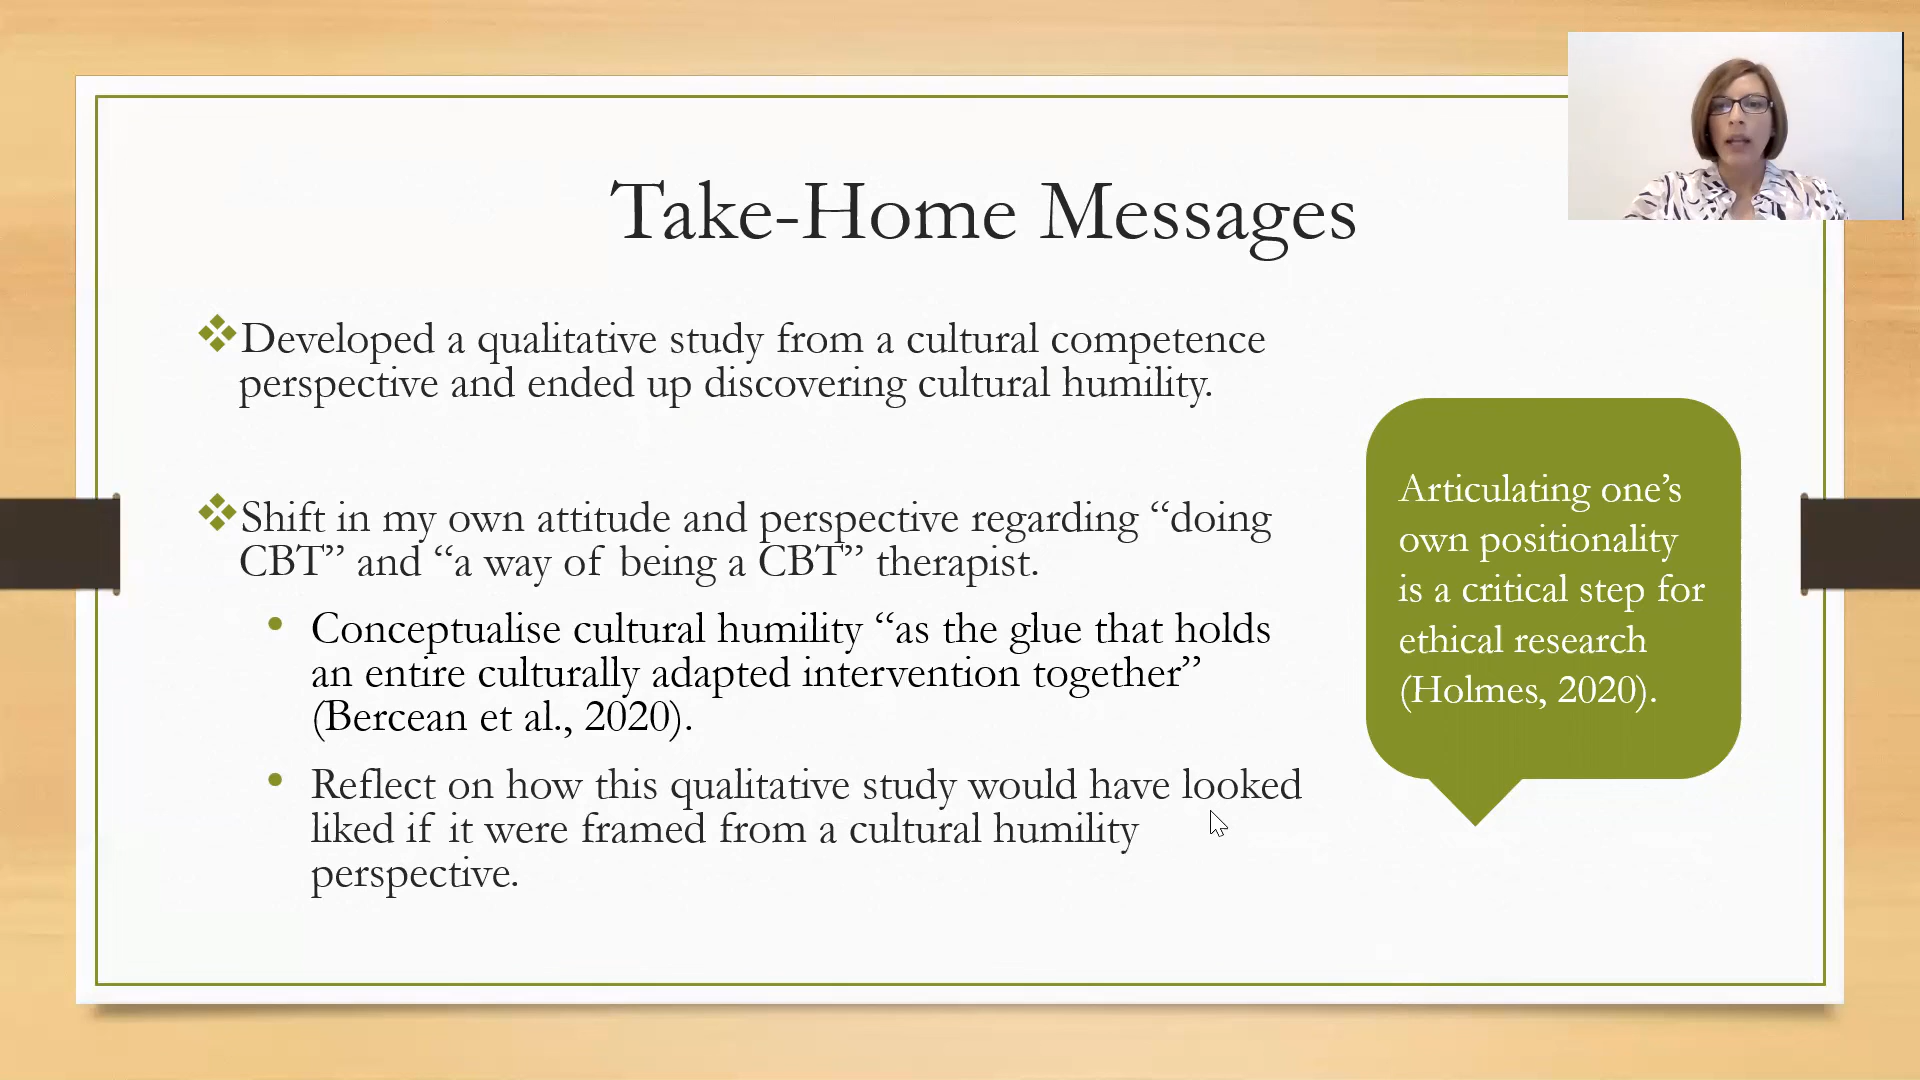 Take-Home Messages
Developed a qualitative study from a cultural competence
perspective and ended up discovering cultural humility.
Shift in my own attitude and perspective regarding “doing
CBT” and “a way of being a CBT” therapist.
• Conceptualise cultural humility “as the glue that holds
an entire culturally adapted intervention together”
(Bercean et al., 2020).
• Reflect on how this qualitative study would have looked
liked if it were framed from a cultural humility
perspective.
Articulating one’s
own positionality
is a critical step for
ethical research
(Holmes, 2020).